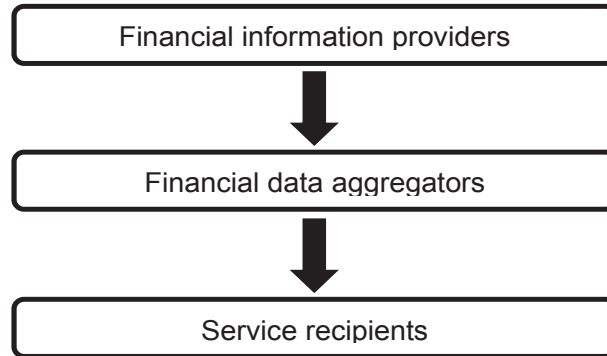 Financial information providers
Financial data aggregators
Service recipients